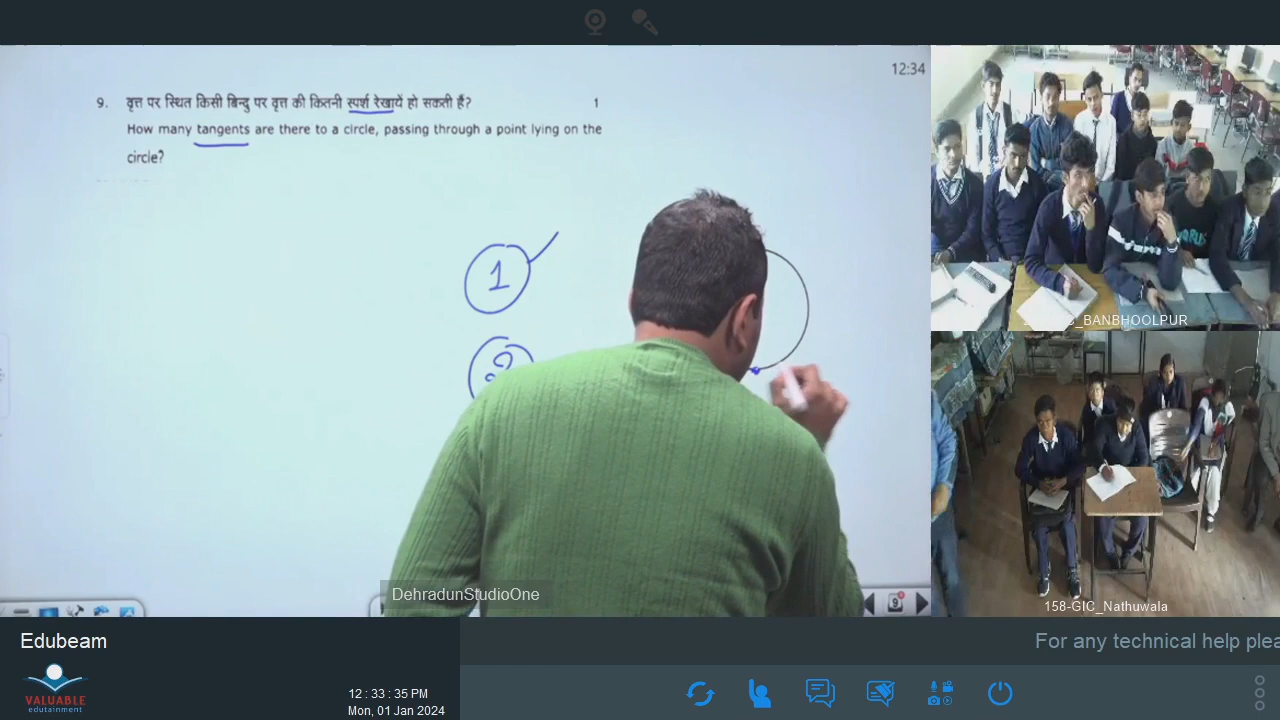 12:34
9. वृत्त पर स्थित किसी बिन्दु पर वृत्त की कितनी स्पर्श रेखायें हो सकती हैं? 1
How many tangents are there to a circle, passing through a point lying on the
circle?
1
2
DehradunStudioOne
BANBHOOLPUR
158-GIC_Nathuwala
9
Edubeam
For any technical help plea
VALUABLE
edutainment
12 : 33 : 35 PM
Mon, 01 Jan 2024